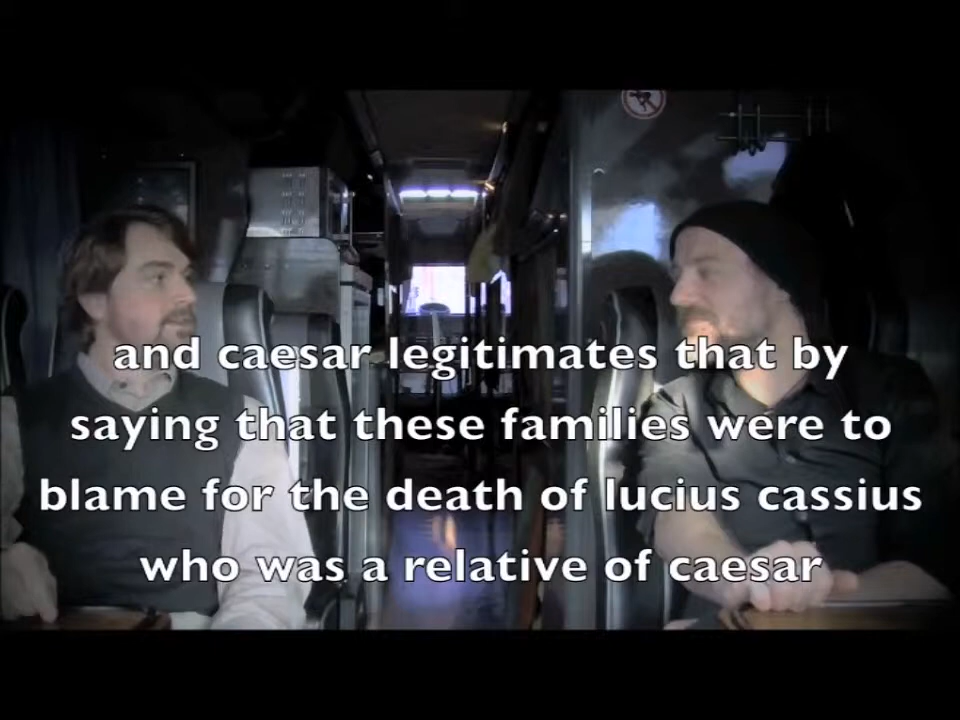 and caesar legitimates that by
saying that these families were to
blame for the death of lucius cassius
who was a relative of caesar